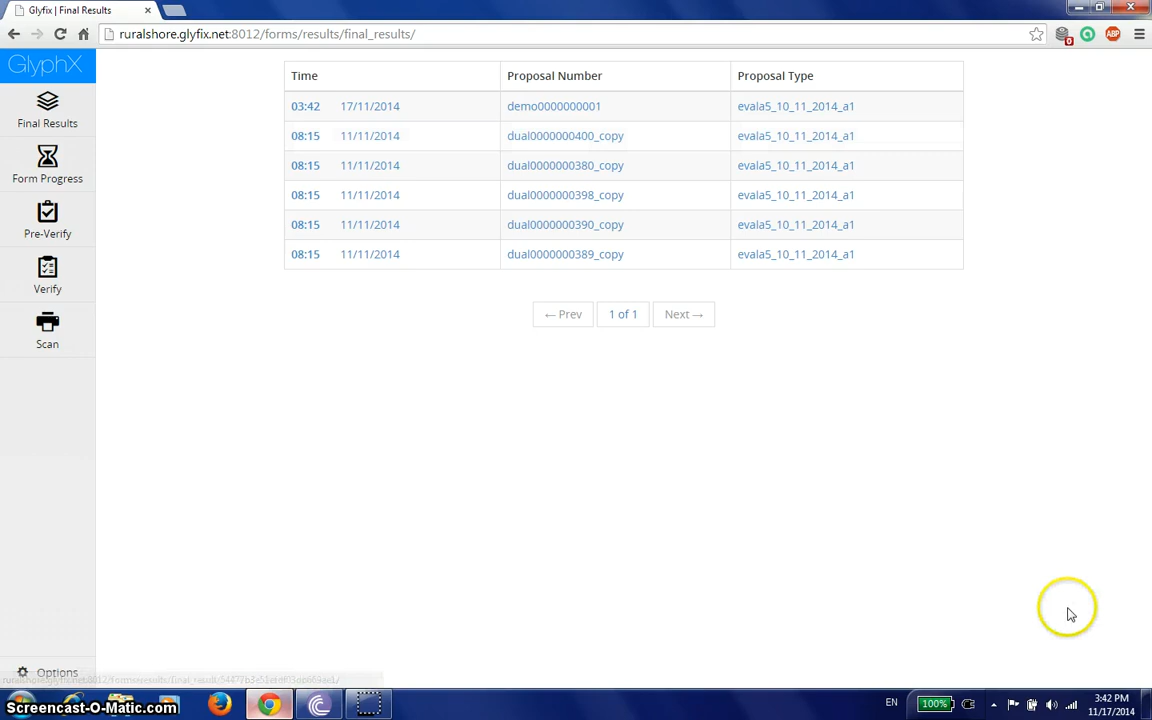 Glyfix | Final Results
ruralshore.glyfix.net:8012/forms/results/final_results/
0
ABP
GlyphX
Final Results
Form Progress
Pre-Verify
Verify
Scan
Options
Time Proposal Number Proposal Type
03:42 17/11/2014 demo0000000001 evala5_10_11_2014_a1
08:15 11/11/2014 dual0000000400_copy evala5_10_11_2014_a1
08:15 11/11/2014 dual0000000380_copy evala5_10_11_2014_a1
08:15 11/11/2014 dual0000000398_copy evala5_10_11_2014_a1
08:15 11/11/2014 dual0000000390_copy evala5_10_11_2014_a1
08:15 11/11/2014 dual0000000389_copy evala5_10_11_2014_a1
← Prev 1 of 1 Next →
Screencast-O-Matic.com
EN 100% 3:42 PM
11/17/2014